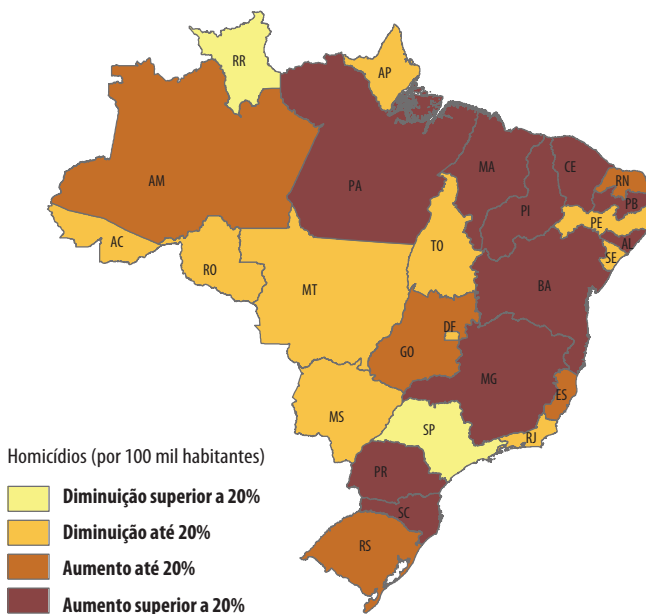 RR
AP
AM
PA
MA
CE
RN
PB
PI
PE
AL
SE
AC
RO
TO
MT
BA
DF
GO
MG
ES
MS
SP
RJ
PR
SC
RS
Homicídios (por 100 mil habitantes)
Diminuição superior a 20%
Diminuição até 20%
Aumento até 20%
Aumento superior a 20%